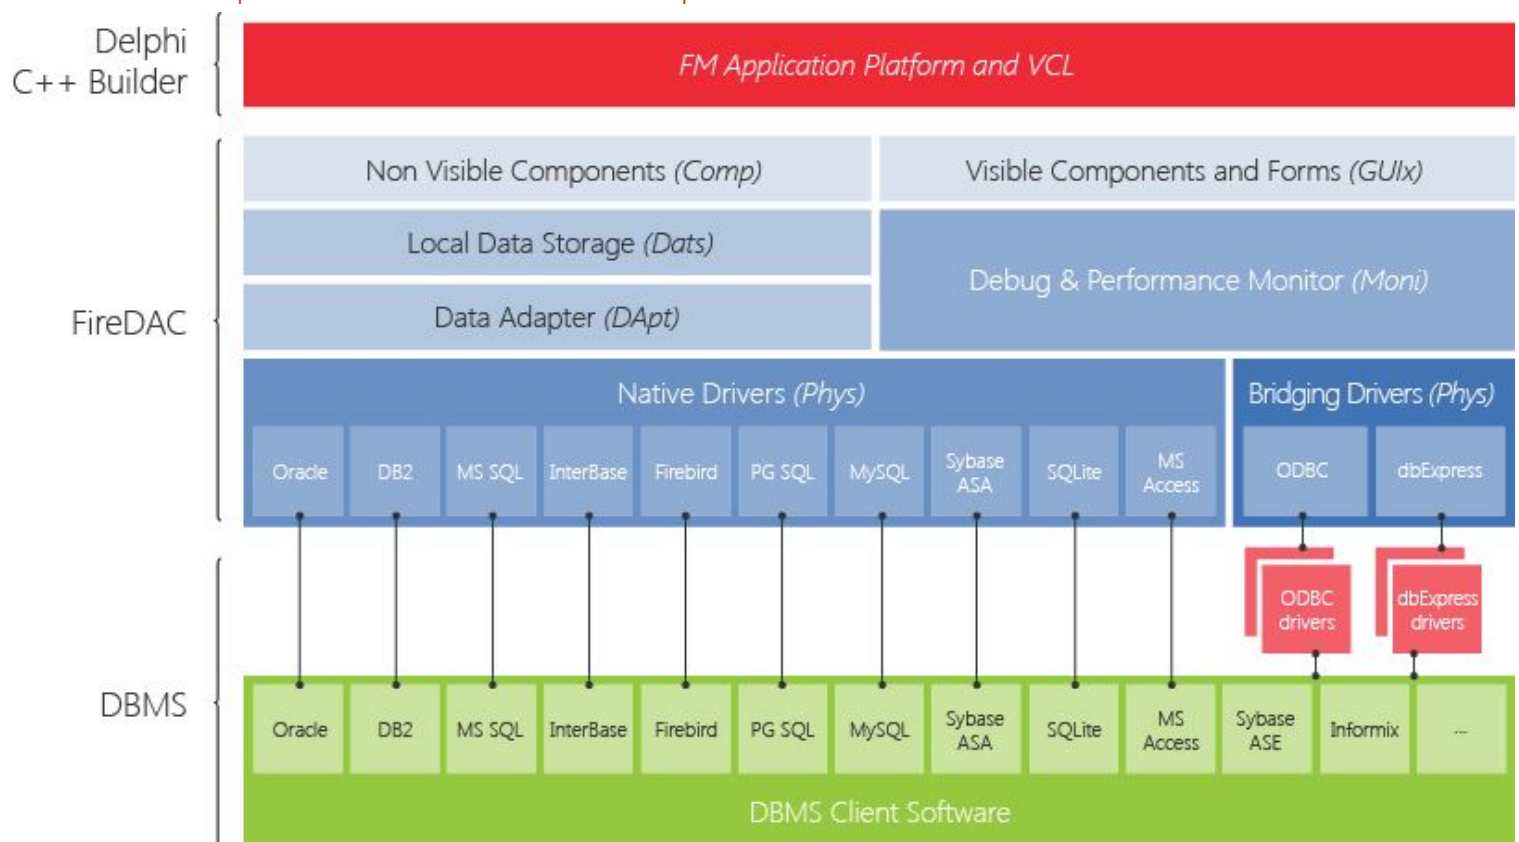 Delphi
C++ Builder
FM Application Platform and VCL
FireDAC
Non Visible Components (Comp)
Visible Components and Forms (GUIx)
Local Data Storage (Dats)
Debug & Performance Monitor (Moni)
Data Adapter (DApt)
Native Drivers (Phys)
Bridging Drivers (Phys)
Oracle
DB2
MS SQL
InterBase
Firebird
PG SQL
MySQL
Sybase
ASA
SQLite
MS
Access
ODBC
dbExpress
ODBC
drivers
dbExpress
drivers
DBMS
Oracle
DB2
MS SQL
InterBase
Firebird
PG SQL
MySQL
Sybase
ASA
SQLite
MS
Access
Sybase
ASE
Informix
...
DBMS Client Software